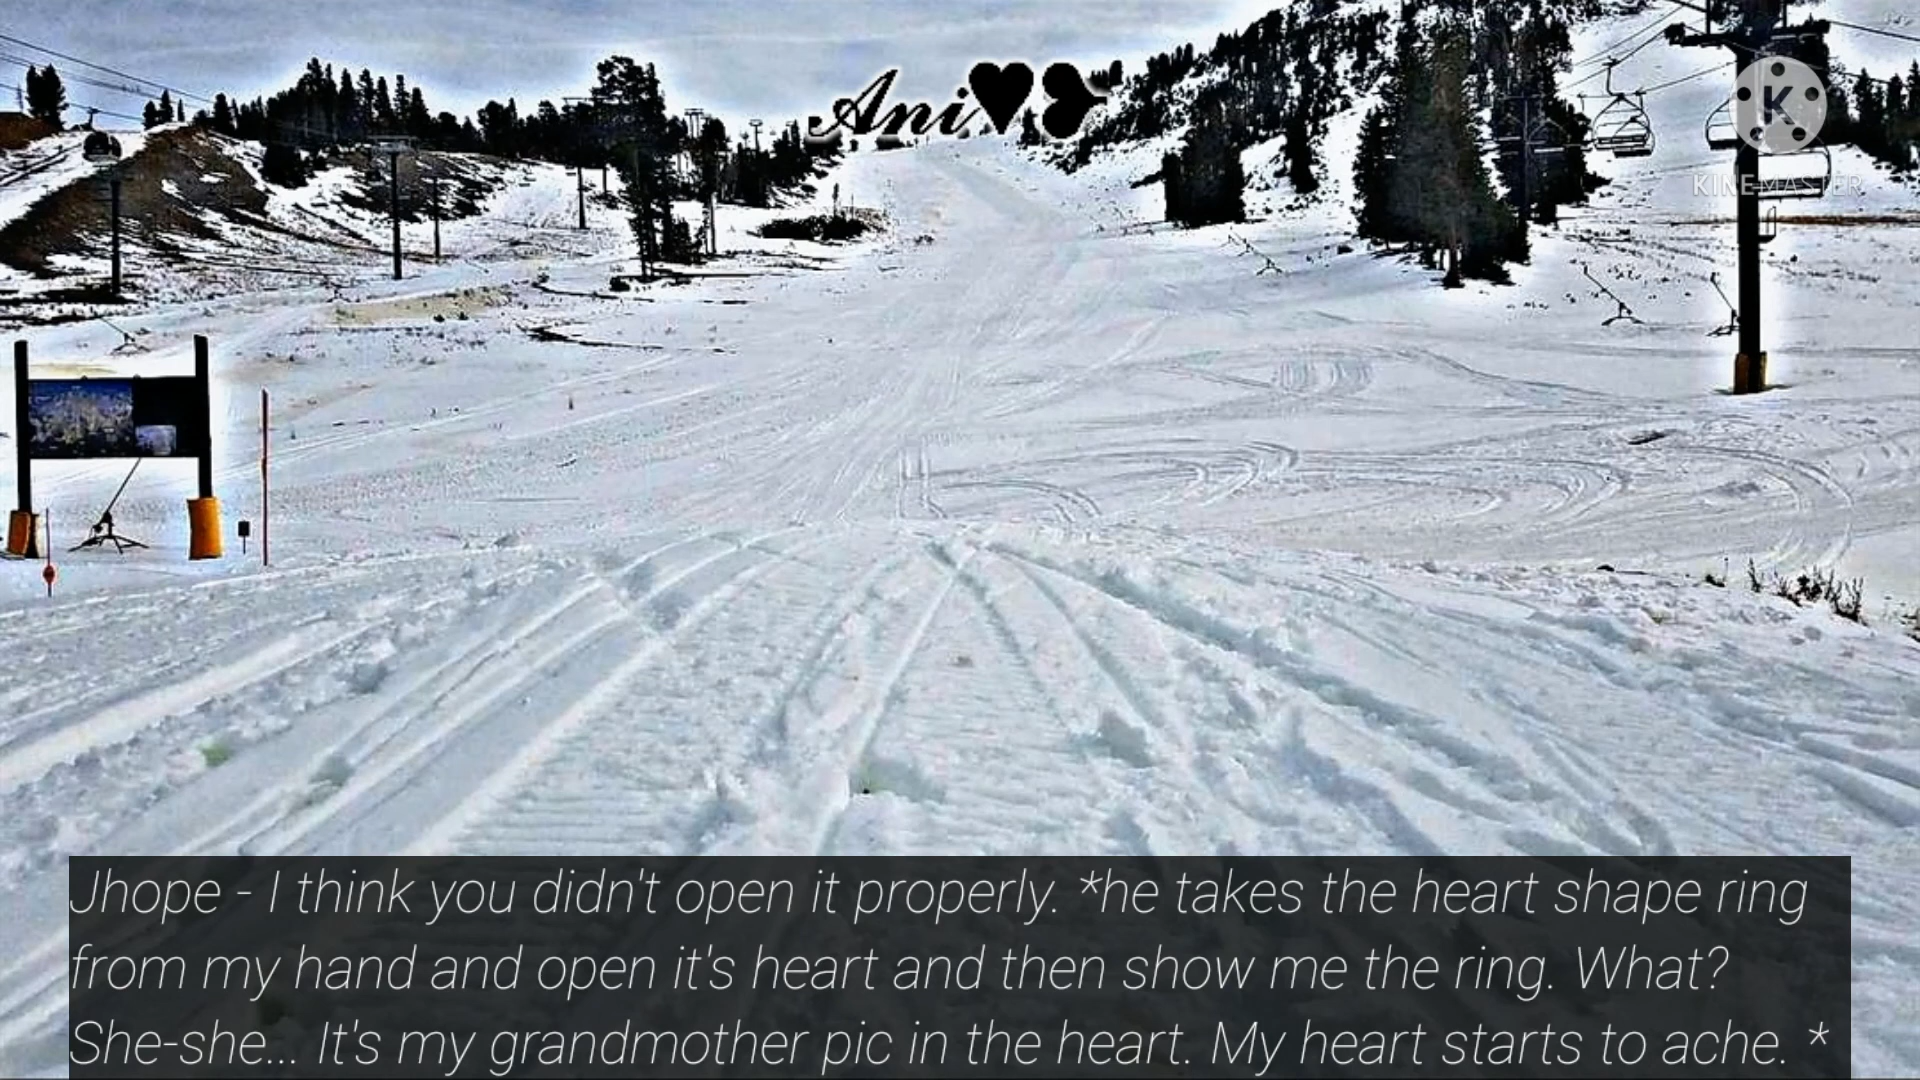 Ani♥❥
K
KINEMASTER
Jhope - I think you didn't open it properly. *he takes the heart shape ring
from my hand and open it's heart and then show me the ring. What?
She-she... It's my grandmother pic in the heart. My heart starts to ache. *